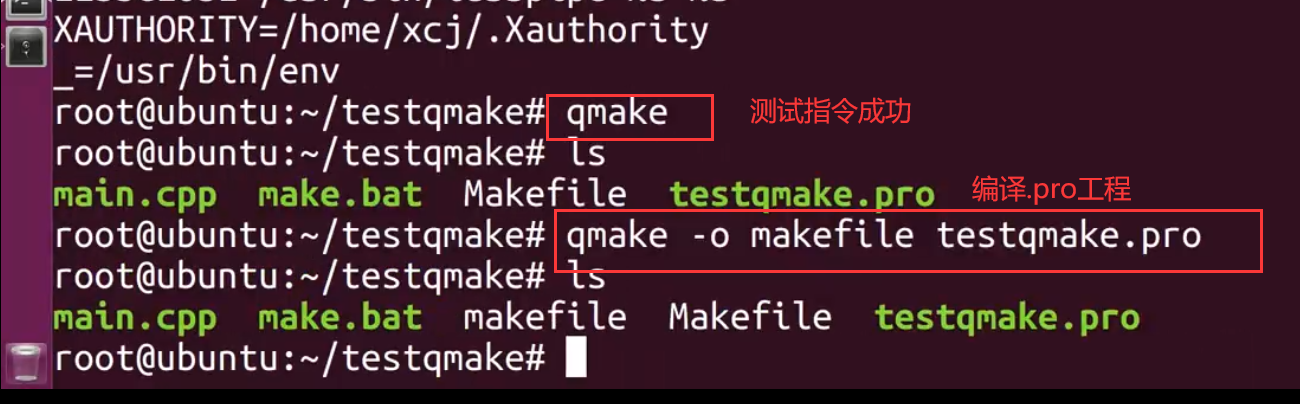 XAUTHORITY=/home/xcj/.Xauthority
_=/usr/bin/env
root@ubuntu:~/testqmake# qmake 测试指令成功
root@ubuntu:~/testqmake# ls
main.cpp make.bat Makefile testqmake.pro 编译.pro工程
root@ubuntu:~/testqmake# qmake -o makefile testqmake.pro
root@ubuntu:~/testqmake# ls
main.cpp make.bat makefile Makefile testqmake.pro
root@ubuntu:~/testqmake#